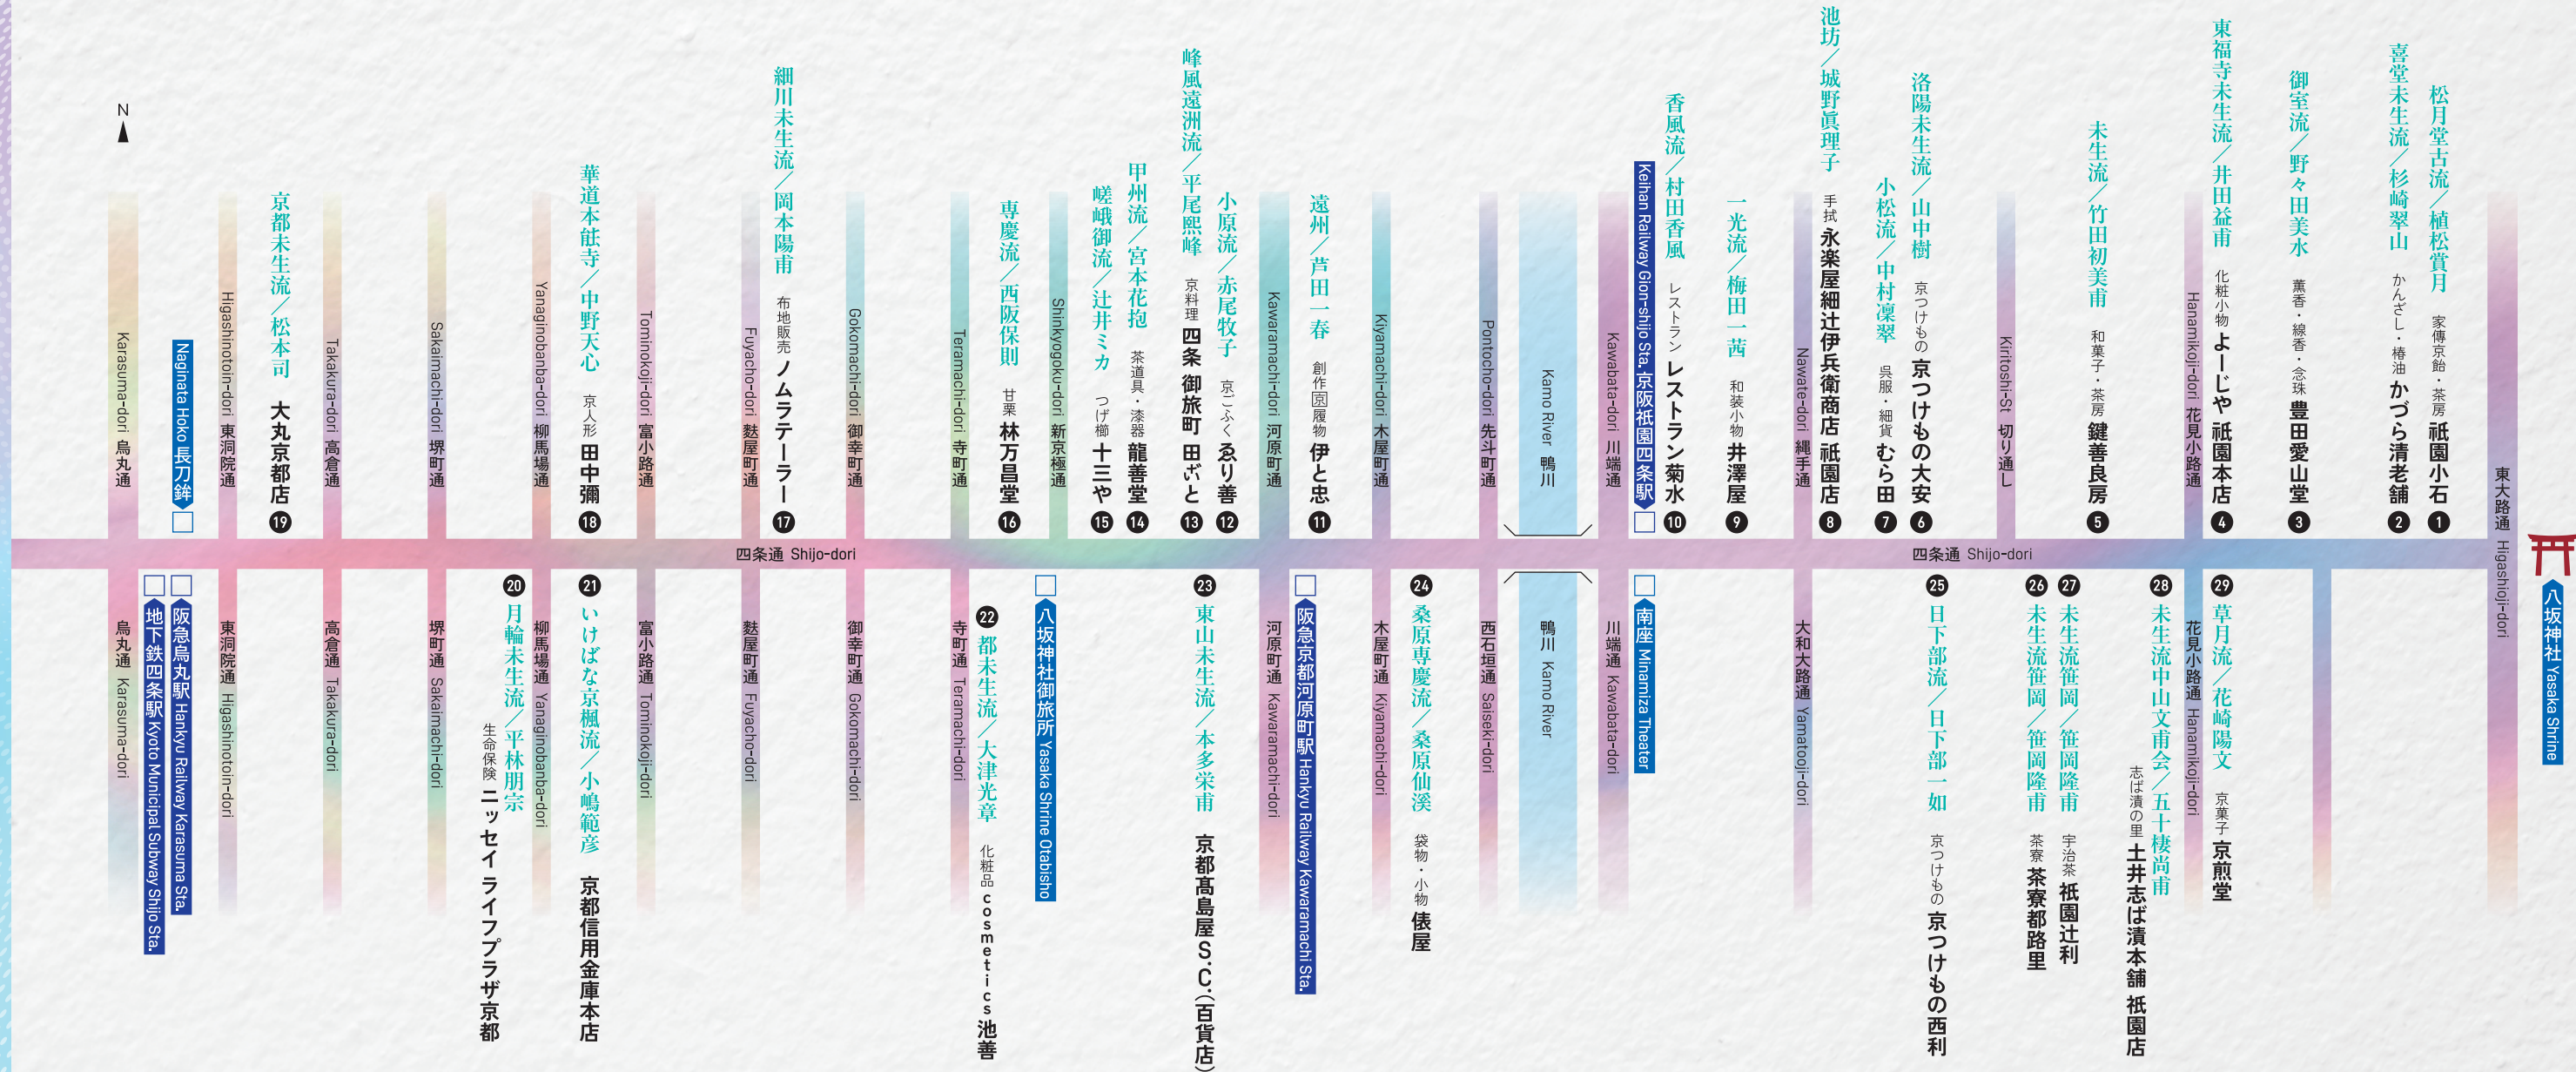 N
松月堂古流／植松賞月 家傳京飴・茶房 祇園小石 1
喜堂未生流／杉崎翠山 かんざし・椿油 かづら清老舗 2
御室流／野々田美水 薫香・線香・念珠 豊田愛山堂 3
東福寺未生流／井田益甫 化粧小物 よーじや 祇園本店 4
未生流／竹田初美甫 和菓子・茶房 鍵善良房 5
洛陽未生流／山中樹 京つけもの 京つけもの大安 6
小松流／中村凜翠 呉服・細貨 むら田 7
池坊／城野眞理子 手拭 永楽屋細辻伊兵衛商店 祇園店 8
一光流／梅田一茜 和装小物 井澤屋 9
香風流／村田香風 レストラン レストラン菊水 10
遠州／芦田一春 創作京履物 伊と忠 11
小原流／赤尾牧子 京ごふく ゑり善 12
峰風遠洲流／平尾熙峰 京料理 四条 御旅町 田ごと 13
甲州流／宮本花抱 茶道具・漆器 龍善堂 14
嵯峨御流／辻井ミカ つげ櫛 十三や 15
専慶流／西阪保則 甘栗 林万昌堂 16
細川未生流／岡本陽甫 布地販売 ノムラテーラー 17
華道本能寺／中野天心 京人形 田中彌 18
京都未生流／松本司 大丸京都店 19
Karasuma-dori 烏丸通
Naginata Hoko 長刀鉾
Higashinotoin-dori 東洞院通
Takakura-dori 高倉通
Sakaimachi-dori 堺町通
Yanaginobanba-dori 柳馬場通
Tominokoji-dori 富小路通
Fuyacho-dori 麩屋町通
Gokomachi-dori 御幸町通
Teramachi-dori 寺町通
Shinkyogoku-dori 新京極通
Kawaramachi-dori 河原町通
Kiyamachi-dori 木屋町通
Pontocho-dori 先斗町通
Kamo River 鴨川
Kawabata-dori 川端通
Keihan Railway Gion-shijo Sta. 京阪祇園四条駅
Nawate-dori 縄手通
Kiritoshi-St 切り通し
Hanamikoji-dori 花見小路通
東大路通 Higashioji-dori
四条通 Shijo-dori
四条通 Shijo-dori
八坂神社 Yasaka Shrine
烏丸通 Karasuma-dori
地下鉄四条駅 Kyoto Municipal Subway Shijo Sta.
阪急烏丸駅 Hankyu Railway Karasuma Sta.
東洞院通 Higashinotoin-dori
高倉通 Takakura-dori
堺町通 Sakaimachi-dori
柳馬場通 Yanaginobanba-dori
富小路通 Tominokoji-dori
麩屋町通 Fuyacho-dori
御幸町通 Gokomachi-dori
寺町通 Teramachi-dori
八坂神社御旅所 Yasaka Shrine Otabisho
河原町通 Kawaramachi-dori
阪急京都河原町駅 Hankyu Railway Kawaramachi Sta.
木屋町通 Kiyamachi-dori
西石垣通 Saiseki-dori
鴨川 Kamo River
川端通 Kawabata-dori
南座 Minamiza Theater
大和大路通 Yamatooji-dori
花見小路通 Hanamikoji-dori
20 月輪未生流／平林朋宗 生命保険 ニッセイ ライフプラザ京都
21 いけばな京楓流／小嶋範彦 京都信用金庫本店
22 都未生流／大津光章 化粧品 cosmetics池善
23 東山未生流／本多栄甫 京都髙島屋 S.C.（百貨店）
24 桑原専慶流／桑原仙溪 袋物・小物 俵屋
25 日下部流／日下部一如 京つけもの 京つけもの西利
26 未生流笹岡／笹岡隆甫 茶寮 茶寮都路里
27 未生流笹岡／笹岡隆甫 宇治茶 祇園辻利
28 未生流中山文甫会／五十棲尚甫 志ば漬の里 土井志ば漬本舗 祇園店
29 草月流／花崎陽文 京菓子 京煎堂